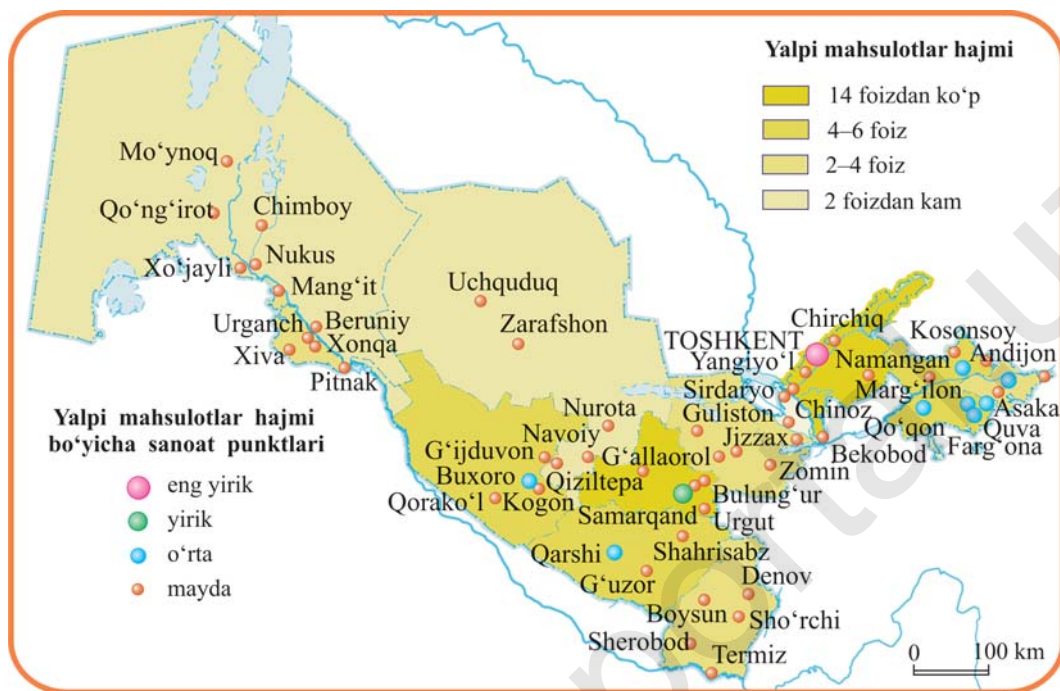 Yalpi mahsulotlar hajmi
14 foizdan ko‘p
4–6 foiz
2–4 foiz
2 foizdan kam
Mo‘ynoq
Qo‘ng‘irot
Chimboy
Xo‘jayli
Nukus
Mang‘it
Urganch
Beruniy
Xiva
Xonqa
Pitnak
Uchquduq
Zarafshon
Chirchiq
TOSHKENT
Kosonsoy
Yangiyo‘l
Namangan
Andijon
Sirdaryo
Marg‘ilon
Guliston
Chinoz
Asaka
Nurota
Qo‘qon
Quva
Navoiy
Jizzax
Farg‘ona
G‘ijduvon
G‘allaorol
Bekobod
Buxoro
Qiziltepa
Zomin
Qorako‘l
Kogon
Bulung‘ur
Samarqand
Urgut
Qarshi
Shahrisabz
G‘uzor
Denov
Boysun
Sho‘rchi
Sherobod
Termiz
Yalpi mahsulotlar hajmi
bo‘yicha sanoat punktlari
eng yirik
yirik
o‘rta
mayda
0 100 km